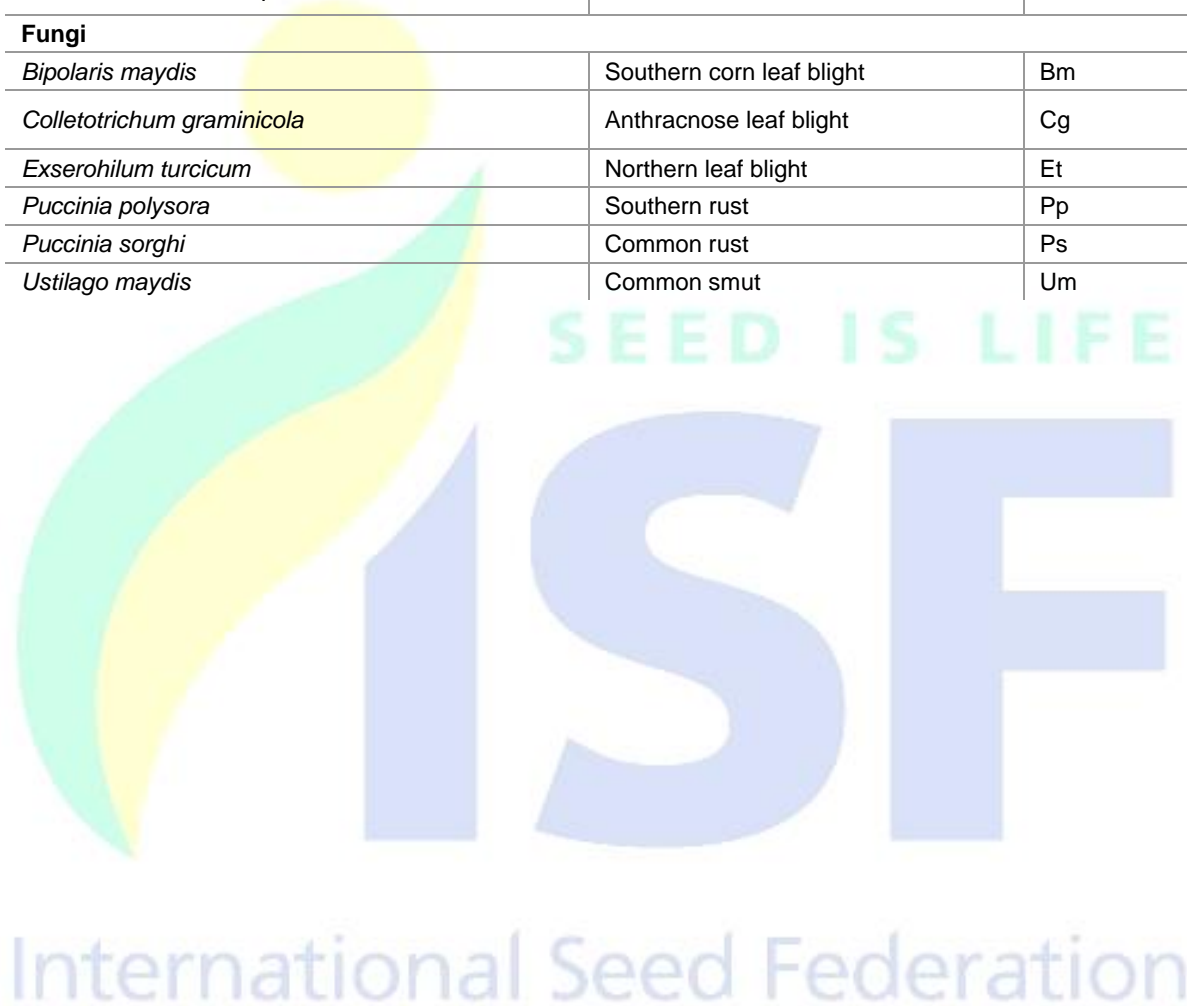 Fungi
Bipolaris maydis Southern corn leaf blight Bm
Colletotrichum graminicola Anthracnose leaf blight Cg
Exserohilum turcicum Northern leaf blight Et
Puccinia polysora Southern rust Pp
Puccinia sorghi Common rust Ps
Ustilago maydis Common smut Um
SEED IS LIFE
ISF
International Seed Federation